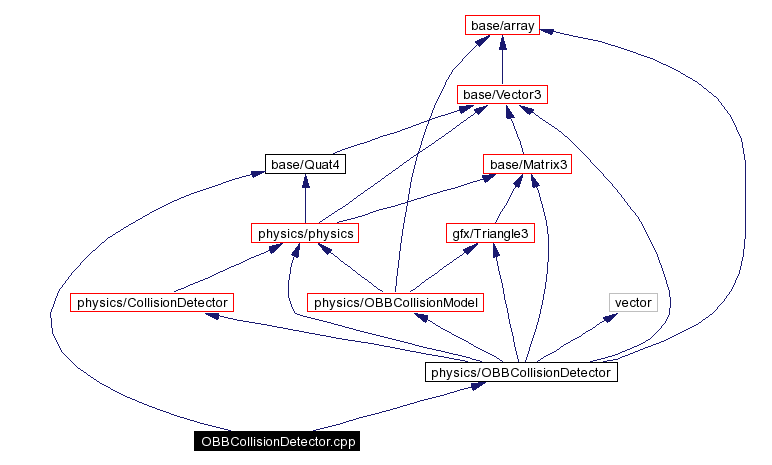 base/array
base/Vector3
base/Quat4
base/Matrix3
physics/physics
gfx/Triangle3
physics/CollisionDetector
physics/OBBCollisionModel
vector
physics/OBBCollisionDetector
OBBCollisionDetector.cpp